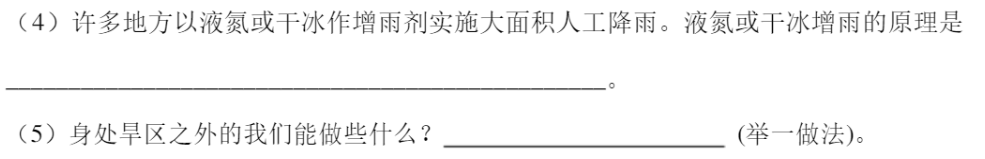 （4）许多地方以液氮或干冰作增雨剂实施大面积人工降雨。液氮或干冰增雨的原理是
________________________________________________。
（5）身处旱区之外的我们能做些什么？______________________ (举一做法)。